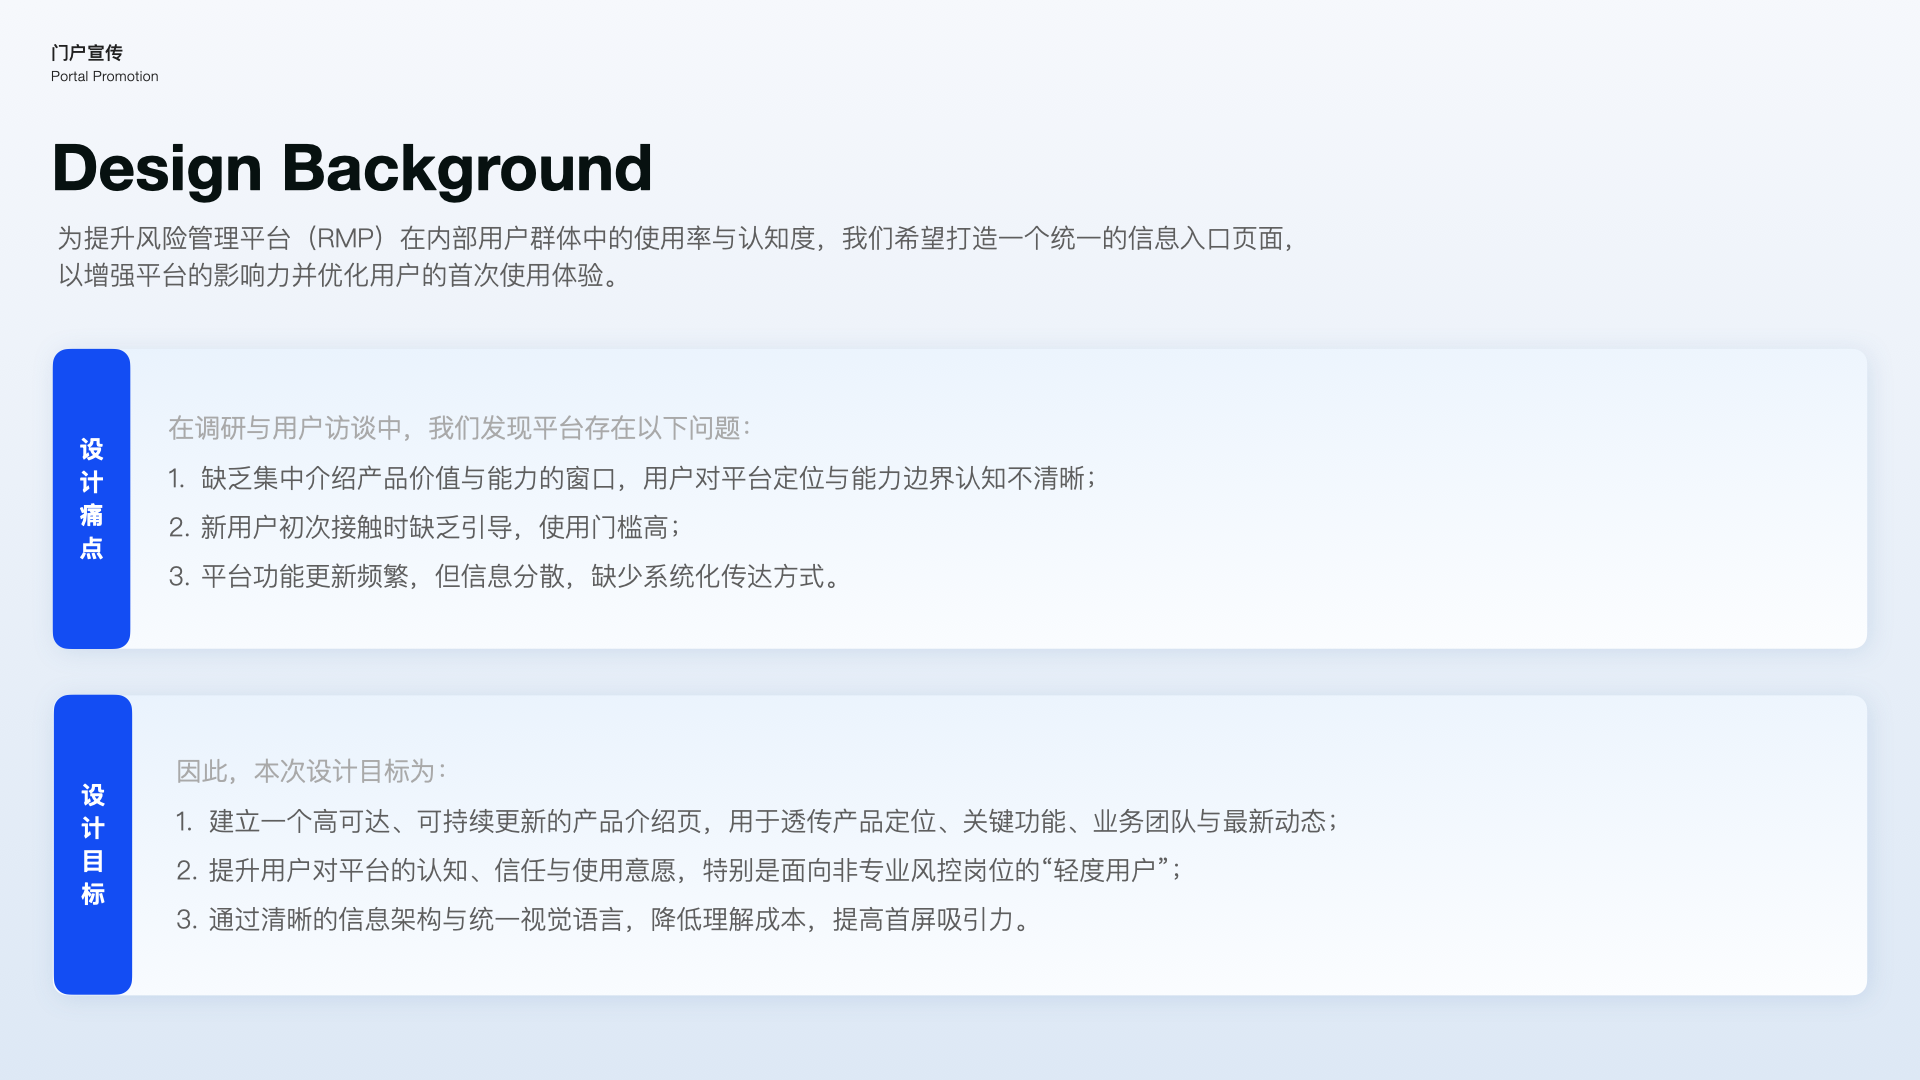 门户宣传
Portal Promotion
Design Background
为提升风险管理平台（RMP）在内部用户群体中的使用率与认知度，我们希望打造一个统一的信息入口页面，
以增强平台的影响力并优化用户的首次使用体验。
设计痛点
在调研与用户访谈中，我们发现平台存在以下问题：
1. 缺乏集中介绍产品价值与能力的窗口，用户对平台定位与能力边界认知不清晰；
2. 新用户初次接触时缺乏引导，使用门槛高；
3. 平台功能更新频繁，但信息分散，缺少系统化传达方式。
设计目标
因此，本次设计目标为：
1. 建立一个高可达、可持续更新的产品介绍页，用于透传产品定位、关键功能、业务团队与最新动态；
2. 提升用户对平台的认知、信任与使用意愿，特别是面向非专业风控岗位的“轻度用户”；
3. 通过清晰的信息架构与统一视觉语言，降低理解成本，提高首屏吸引力。